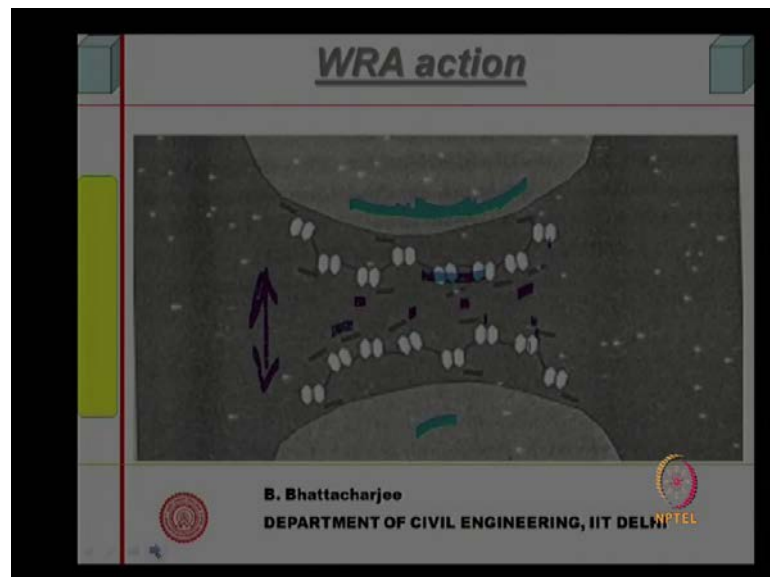 WRA action
B. Bhattacharjee
DEPARTMENT OF CIVIL ENGINEERING, IIT DELHI
NPTEL